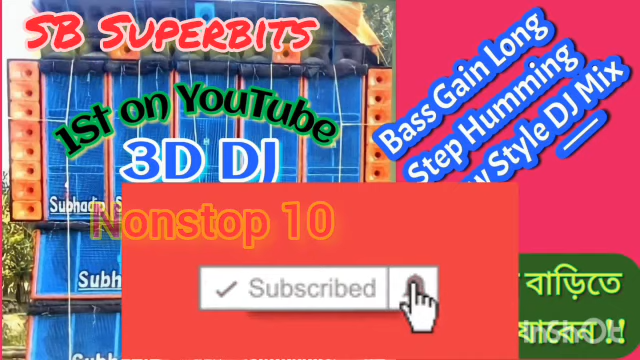 SB Superbits
1St on YouTube
3D DJ
Nonstop 10
Bass Gain Long
Step Humming
Style DJ Mix
Subhadip
Subscribed
বাড়িতে
যাবেন !!